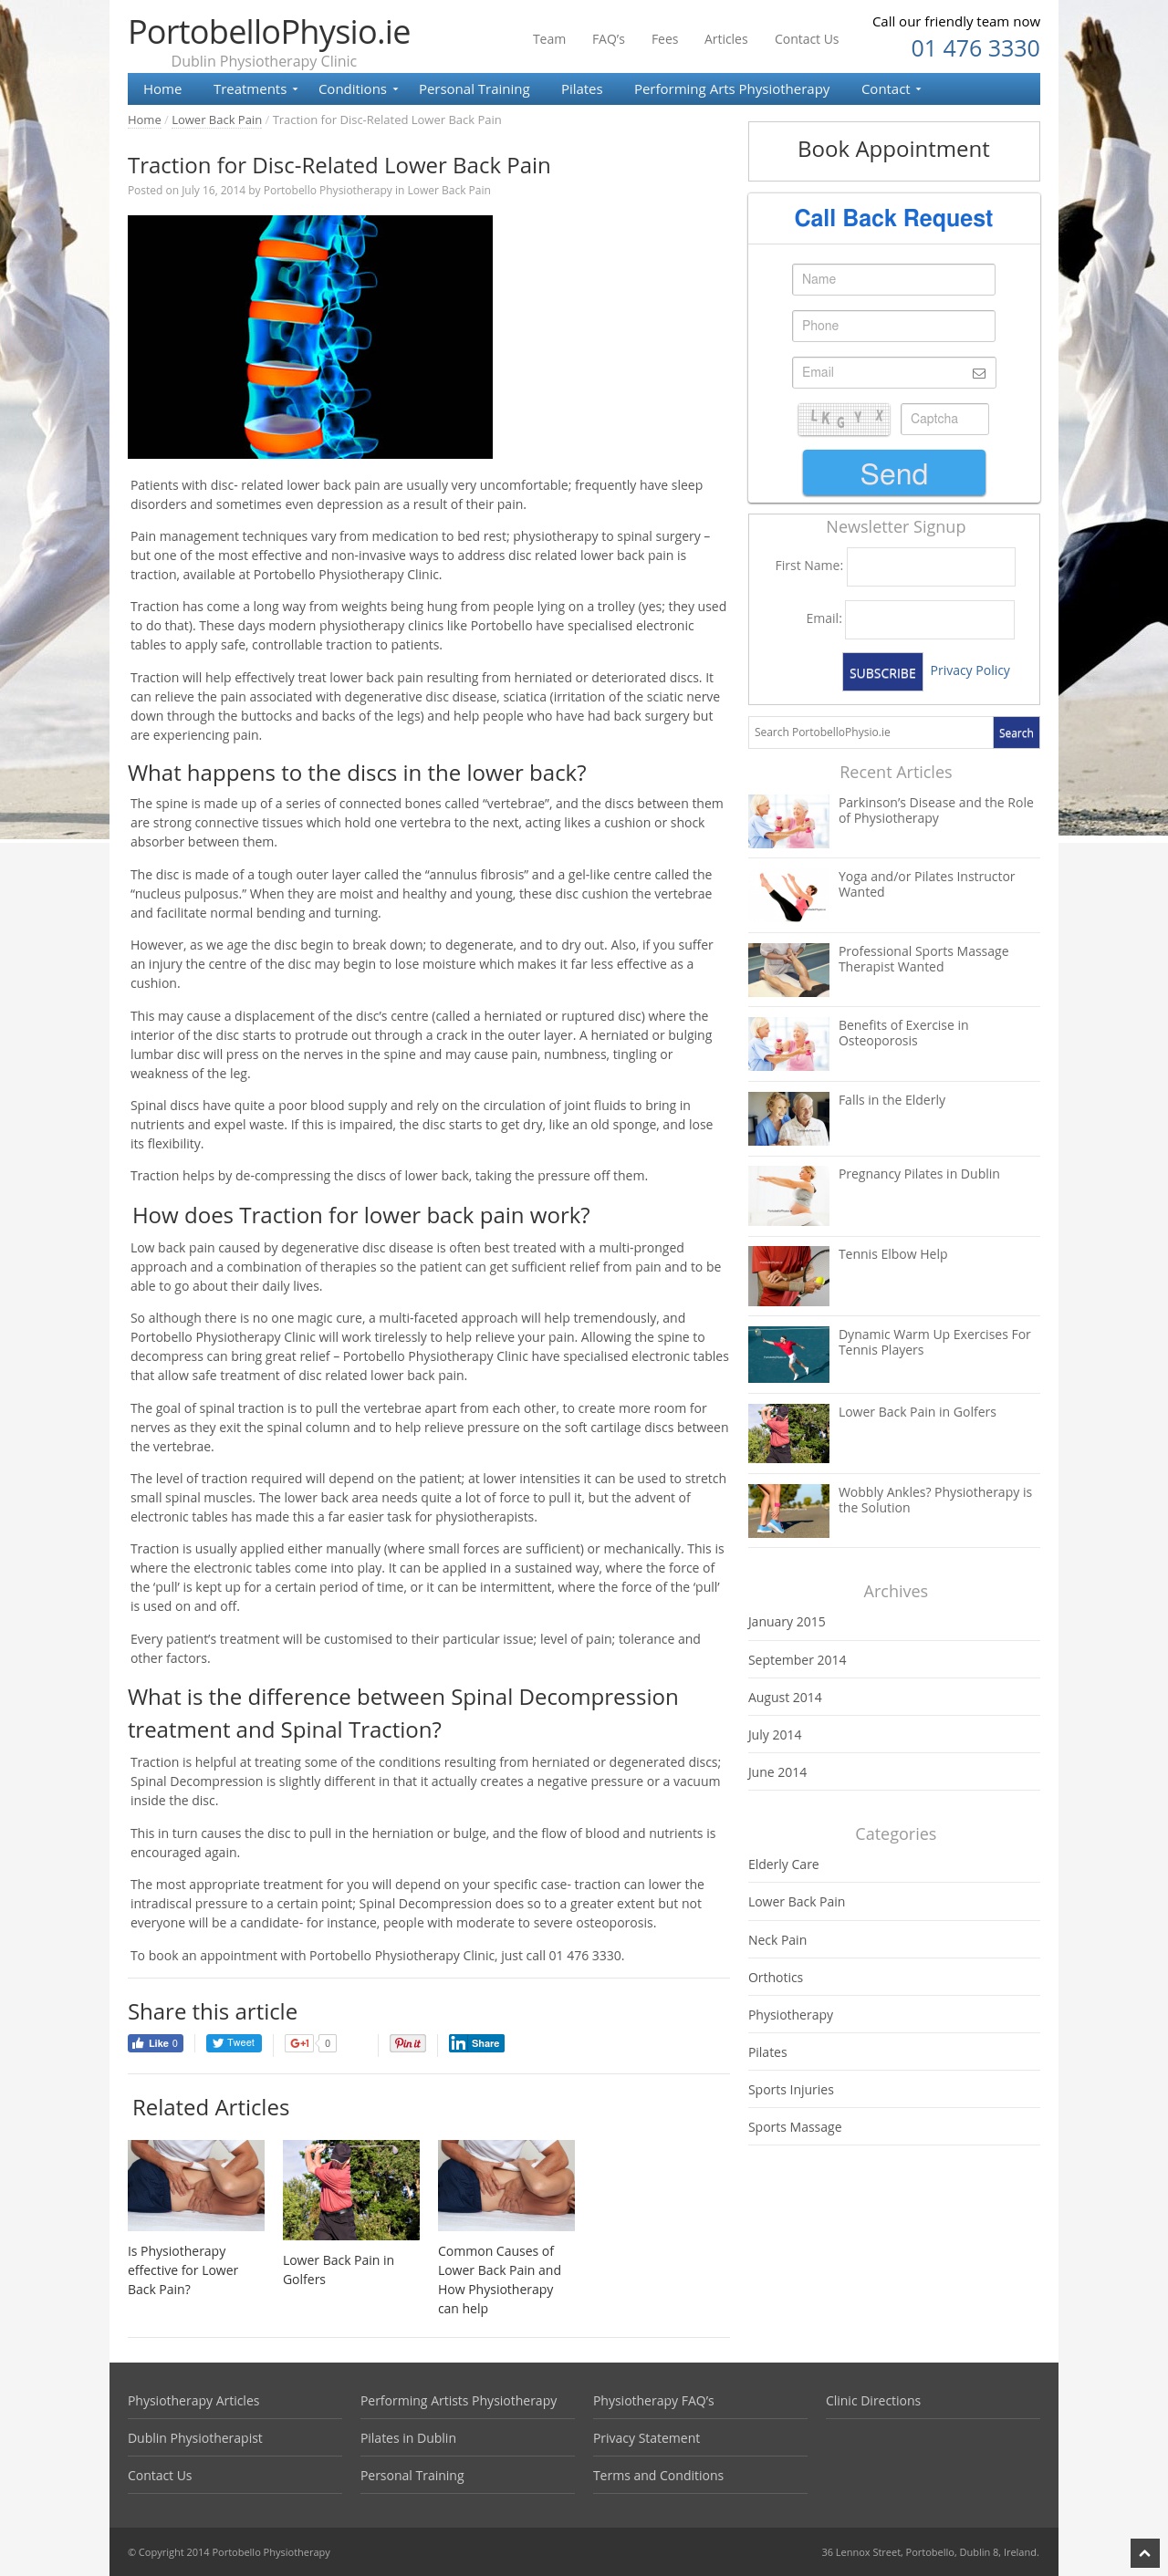 PortobelloPhysio.ie
Dublin Physiotherapy Clinic
Team FAQ’s Fees Articles Contact Us
Call our friendly team now
01 476 3330
Home Treatments Conditions Personal Training Pilates Performing Arts Physiotherapy Contact
Home / Lower Back Pain / Traction for Disc-Related Lower Back Pain
Traction for Disc-Related Lower Back Pain
Posted on July 16, 2014 by Portobello Physiotherapy in Lower Back Pain
Patients with disc- related lower back pain are usually very uncomfortable; frequently have sleep
disorders and sometimes even depression as a result of their pain.
Pain management techniques vary from medication to bed rest; physiotherapy to spinal surgery –
but one of the most effective and non-invasive ways to address disc related lower back pain is
traction, available at Portobello Physiotherapy Clinic.
Traction has come a long way from weights being hung from people lying on a trolley (yes; they used
to do that). These days modern physiotherapy clinics like Portobello have specialised electronic
tables to apply safe, controllable traction to patients.
Traction will help effectively treat lower back pain resulting from herniated or deteriorated discs. It
can relieve the pain associated with degenerative disc disease, sciatica (irritation of the sciatic nerve
down through the buttocks and backs of the legs) and help people who have had back surgery but
are experiencing pain.
What happens to the discs in the lower back?
The spine is made up of a series of connected bones called “vertebrae”, and the discs between them
are strong connective tissues which hold one vertebra to the next, acting likes a cushion or shock
absorber between them.
The disc is made of a tough outer layer called the “annulus fibrosis” and a gel-like centre called the
“nucleus pulposus.” When they are moist and healthy and young, these disc cushion the vertebrae
and facilitate normal bending and turning.
However, as we age the disc begin to break down; to degenerate, and to dry out. Also, if you suffer
an injury the centre of the disc may begin to lose moisture which makes it far less effective as a
cushion.
This may cause a displacement of the disc’s centre (called a herniated or ruptured disc) where the
interior of the disc starts to protrude out through a crack in the outer layer. A herniated or bulging
lumbar disc will press on the nerves in the spine and may cause pain, numbness, tingling or
weakness of the leg.
Spinal discs have quite a poor blood supply and rely on the circulation of joint fluids to bring in
nutrients and expel waste. If this is impaired, the disc starts to get dry, like an old sponge, and lose
its flexibility.
Traction helps by de-compressing the discs of lower back, taking the pressure off them.
How does Traction for lower back pain work?
Low back pain caused by degenerative disc disease is often best treated with a multi-pronged
approach and a combination of therapies so the patient can get sufficient relief from pain and to be
able to go about their daily lives.
So although there is no one magic cure, a multi-faceted approach will help tremendously, and
Portobello Physiotherapy Clinic will work tirelessly to help relieve your pain. Allowing the spine to
decompress can bring great relief – Portobello Physiotherapy Clinic have specialised electronic tables
that allow safe treatment of disc related lower back pain.
The goal of spinal traction is to pull the vertebrae apart from each other, to create more room for
nerves as they exit the spinal column and to help relieve pressure on the soft cartilage discs between
the vertebrae.
The level of traction required will depend on the patient; at lower intensities it can be used to stretch
small spinal muscles. The lower back area needs quite a lot of force to pull it, but the advent of
electronic tables has made this a far easier task for physiotherapists.
Traction is usually applied either manually (where small forces are sufficient) or mechanically. This is
where the electronic tables come into play. It can be applied in a sustained way, where the force of
the ‘pull’ is kept up for a certain period of time, or it can be intermittent, where the force of the ‘pull’
is used on and off.
Every patient’s treatment will be customised to their particular issue; level of pain; tolerance and
other factors.
What is the difference between Spinal Decompression
treatment and Spinal Traction?
Traction is helpful at treating some of the conditions resulting from herniated or degenerated discs;
Spinal Decompression is slightly different in that it actually creates a negative pressure or a vacuum
inside the disc.
This in turn causes the disc to pull in the herniation or bulge, and the flow of blood and nutrients is
encouraged again.
The most appropriate treatment for you will depend on your specific case- traction can lower the
intradiscal pressure to a certain point; Spinal Decompression does so to a greater extent but not
everyone will be a candidate- for instance, people with moderate to severe osteoporosis.
To book an appointment with Portobello Physiotherapy Clinic, just call 01 476 3330.
Share this article
Like 0 Tweet G+1 0 Pin it in Share
Related Articles
Is Physiotherapy
effective for Lower
Back Pain?
Lower Back Pain in
Golfers
Common Causes of
Lower Back Pain and
How Physiotherapy
can help
Book Appointment
Call Back Request
Name
Phone
Email
L K G Y X Captcha
Send
Newsletter Signup
First Name:
Email:
SUBSCRIBE Privacy Policy
Search PortobelloPhysio.ie Search
Recent Articles
Parkinson’s Disease and the Role
of Physiotherapy
Yoga and/or Pilates Instructor
Wanted
Professional Sports Massage
Therapist Wanted
Benefits of Exercise in
Osteoporosis
Falls in the Elderly
Pregnancy Pilates in Dublin
Tennis Elbow Help
Dynamic Warm Up Exercises For
Tennis Players
Lower Back Pain in Golfers
Wobbly Ankles? Physiotherapy is
the Solution
Archives
January 2015
September 2014
August 2014
July 2014
June 2014
Categories
Elderly Care
Lower Back Pain
Neck Pain
Orthotics
Physiotherapy
Pilates
Sports Injuries
Sports Massage
Physiotherapy Articles Performing Artists Physiotherapy Physiotherapy FAQ’s Clinic Directions
Dublin Physiotherapist Pilates in Dublin Privacy Statement
Contact Us Personal Training Terms and Conditions
© Copyright 2014 Portobello Physiotherapy 36 Lennox Street, Portobello, Dublin 8, Ireland.